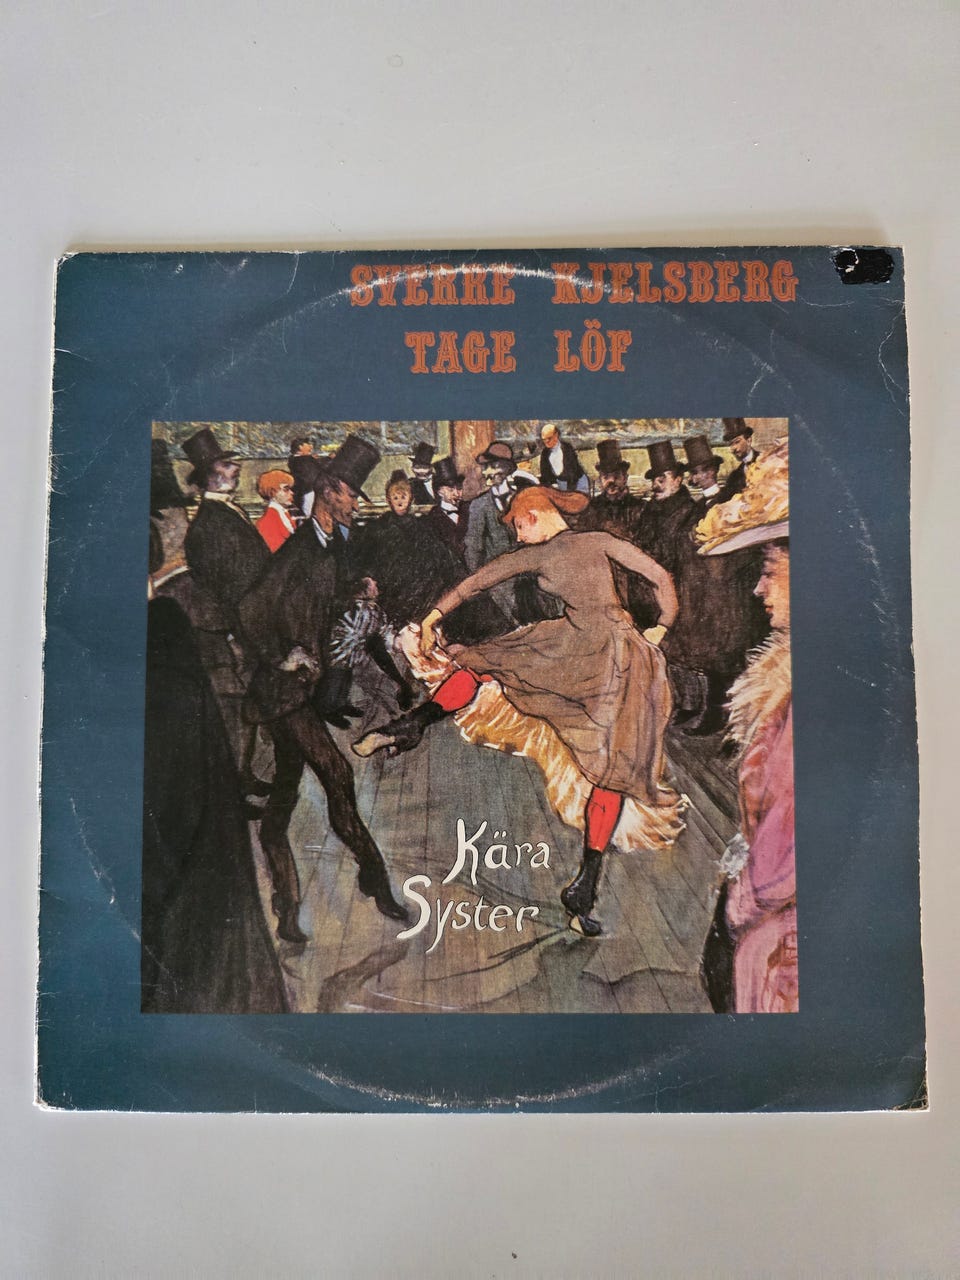 SVERRE KJELSBERG
TAGE LÖF
Kära
Syster